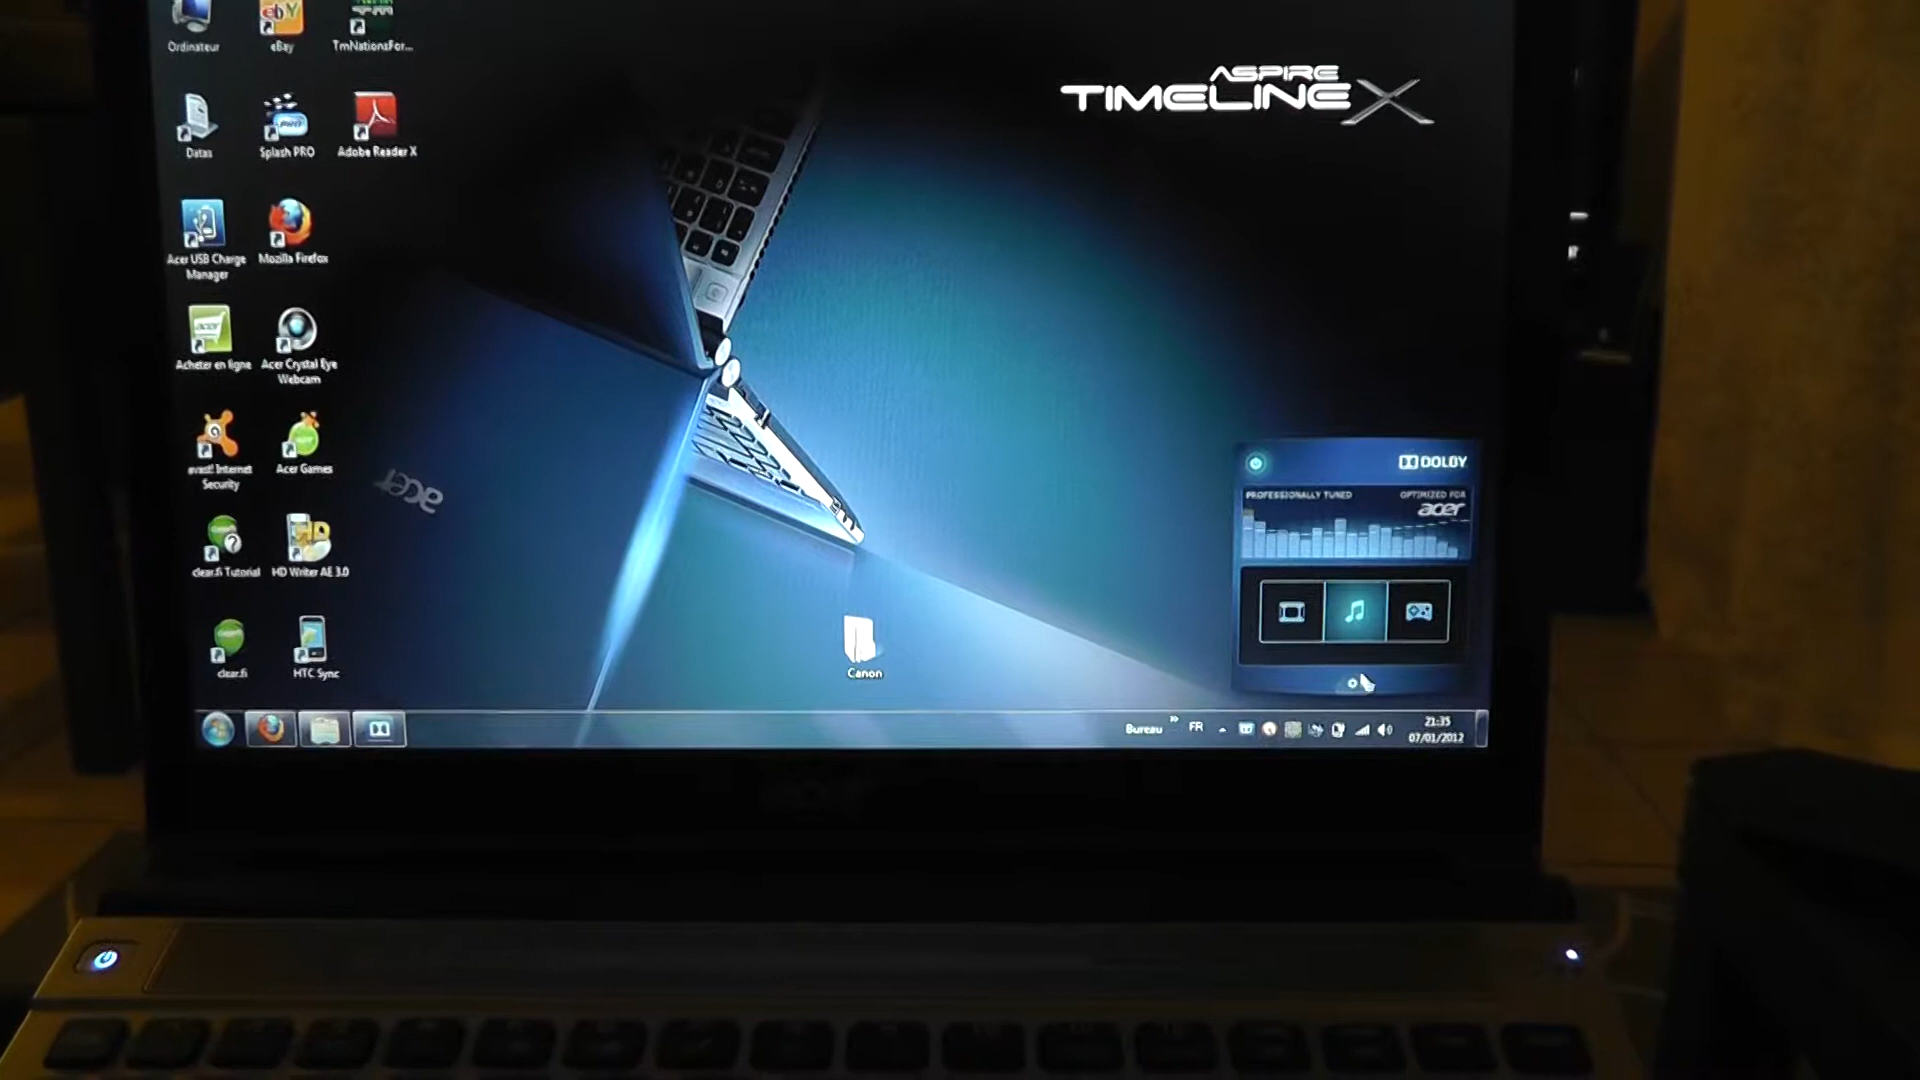 Ordinateur
eBay
TmNationsFor...
ASPIRE
TIMELINEX
Datas
Splash PRO
Adobe Reader X
Acer USB Charge
Manager
Mozilla Firefox
acer
Acheter en ligne
Acer Crystal Eye
Webcam
avast! Internet
Security
Acer Games
acer
clear.fi Tutorial
HD Writer AE 3.0
clear.fi
HTC Sync
Canon
DOLBY
PROFESSIONALLY TUNED
OPTIMIZED FOR
acer
Bureau
FR
21:35
07/01/2012